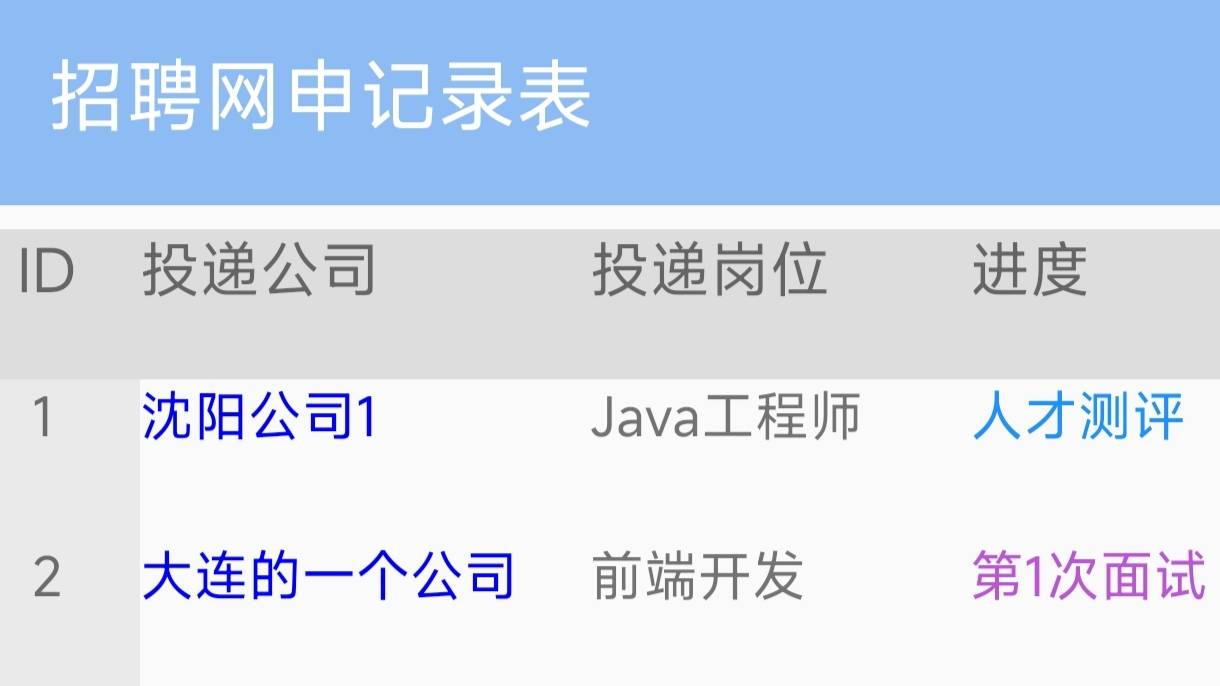 招聘网申记录表
ID 投递公司 投递岗位 进度
1 沈阳公司1 Java工程师 人才测评
2 大连的一个公司 前端开发 第1次面试